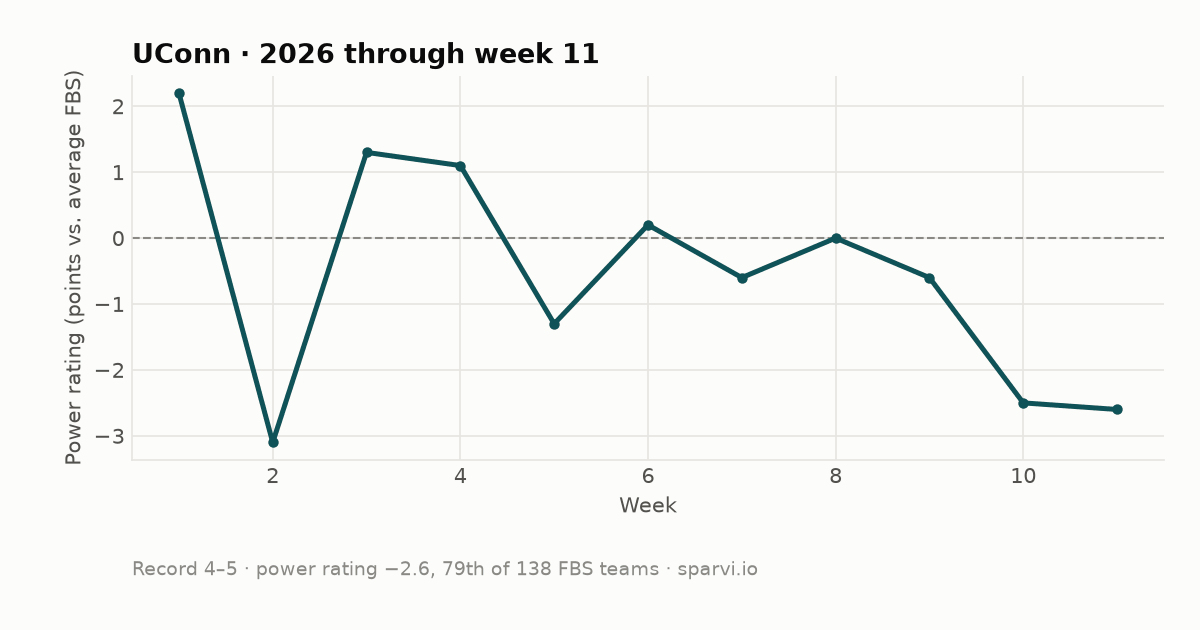 UConn · 2026 through week 11
Power rating (points vs. average FBS)
2
1
0
−1
−2
−3
2 4 6 8 10
Week
Record 4–5 · power rating −2.6, 79th of 138 FBS teams · sparvi.io